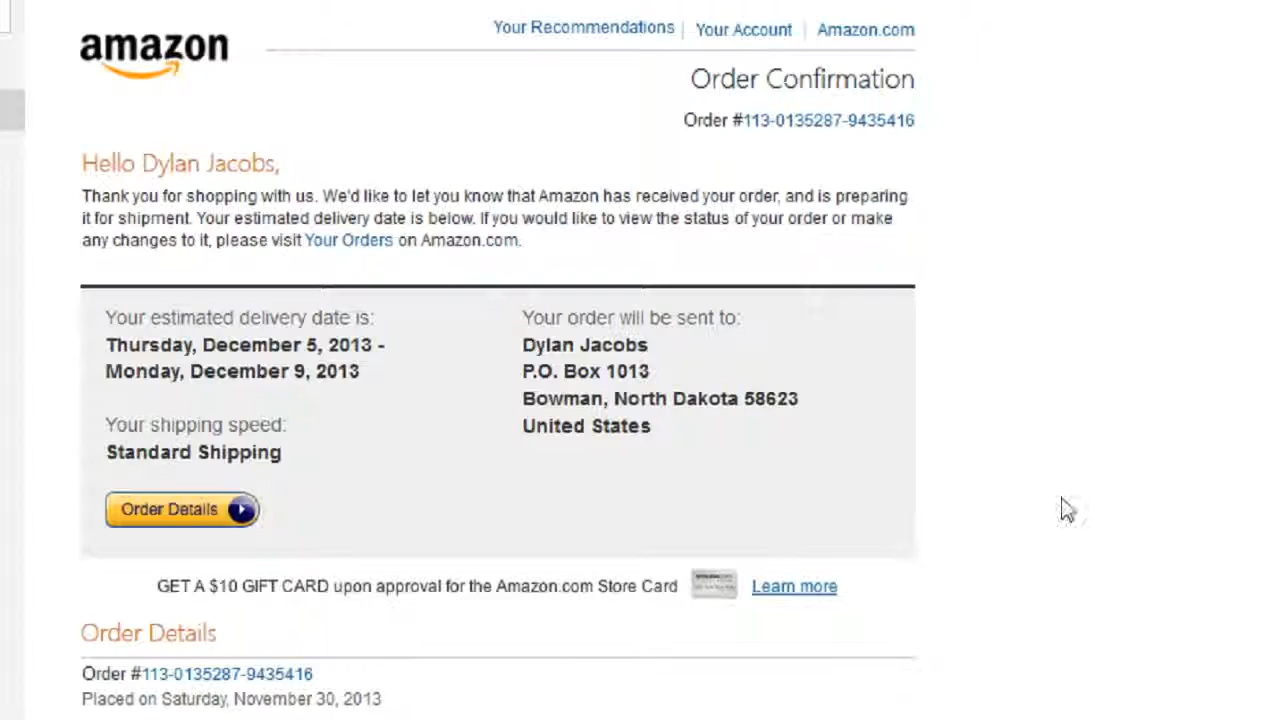 Your Recommendations | Your Account | Amazon.com
amazon
Order Confirmation
Order #113-0135287-9435416
Hello Dylan Jacobs,
Thank you for shopping with us. We'd like to let you know that Amazon has received your order, and is preparing
it for shipment. Your estimated delivery date is below. If you would like to view the status of your order or make
any changes to it, please visit Your Orders on Amazon.com.
Your estimated delivery date is:
Thursday, December 5, 2013 -
Monday, December 9, 2013
Your shipping speed:
Standard Shipping
Order Details
Your order will be sent to:
Dylan Jacobs
P.O. Box 1013
Bowman, North Dakota 58623
United States
GET A $10 GIFT CARD upon approval for the Amazon.com Store Card Learn more
Order Details
Order #113-0135287-9435416
Placed on Saturday, November 30, 2013